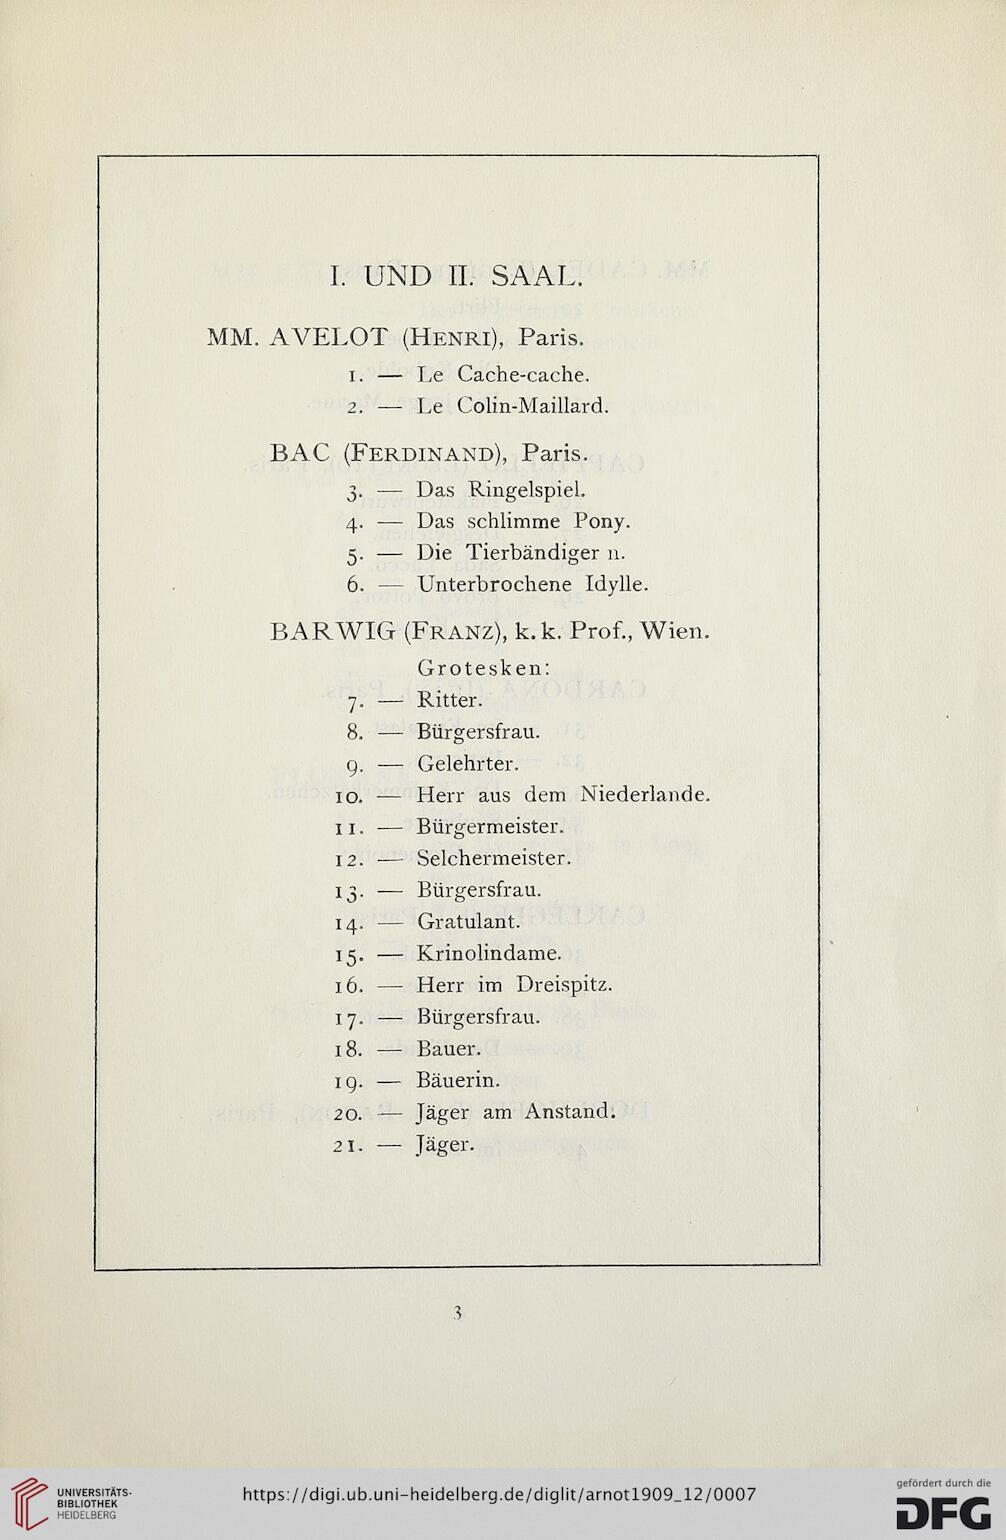 I. UND II. SAAL.
MM. AVELOT (HENRI), Paris.
1. — Le Cache-cache.
2. — Le Colin-Maillard.
BAC (FERDINAND), Paris.
3. — Das Ringelspiel.
4. — Das schlimme Pony.
5. — Die Tierbändiger n.
6. — Unterbrochene Idylle.
BARWIG (FRANZ), k. k. Prof., Wien.
Grotesken:
7. — Ritter.
8. — Bürgersfrau.
9. — Gelehrter.
10. — Herr aus dem Niederlande.
11. — Bürgermeister.
12. — Selchermeister.
13. — Bürgersfrau.
14. — Gratulant.
15. — Krinolindame.
16. — Herr im Dreispitz.
17. — Bürgersfrau.
18. — Bauer.
19. — Bäuerin.
20. — Jäger am Anstand.
21. — Jäger.
3
UNIVERSITÄTS-
BIBLIOTHEK
HEIDELBERG
https://digi.ub.uni-heidelberg.de/diglit/arnot1909_12/0007
gefördert durch die
DFG